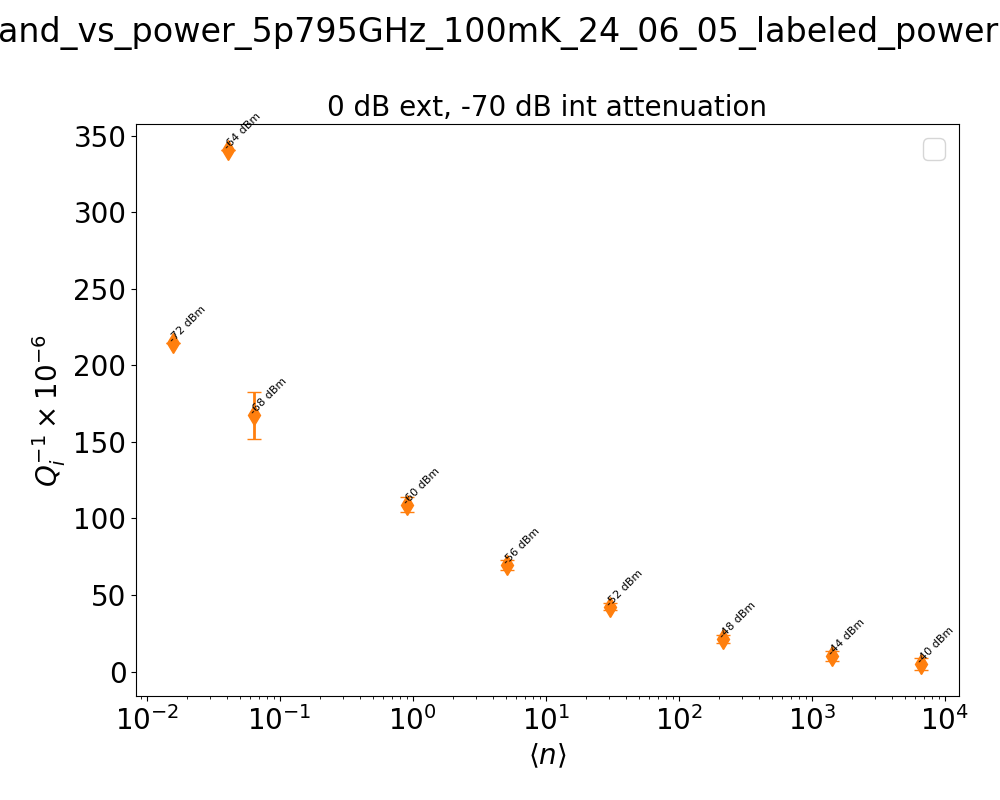 and_vs_power_5p795GHz_100mK_24_06_05_labeled_power
0 dB ext, -70 dB int attenuation
350
300
250
200
150
100
50
0
Q_i^{-1} × 10^{-6}
-64 dBm
-72 dBm
-68 dBm
-60 dBm
-56 dBm
-52 dBm
-48 dBm
-44 dBm
-40 dBm
10^{-2} 10^{-1} 10^0 10^1 10^2 10^3 10^4
⟨n⟩